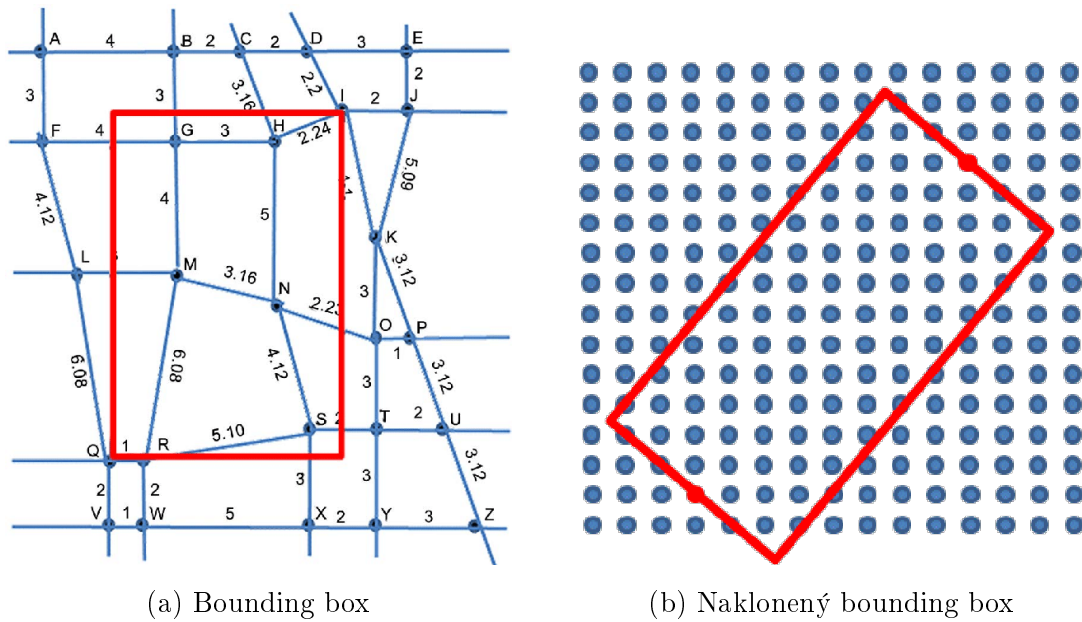 A 4 B 2 C 2 D 3 E
3 3 3.16 2.2 2
I 2 J
F 4 G 3 H 2.24
4.12 4 5 5.09
L M 3.16 K
N 2.23 3 3.12
O 1 P
6.08 6.08 4.12 3 3.12
5.10 S 2 T 2 U
Q 1 R
2 2 3 3 3.12
V 1 W 5 X 2 Y 3 Z
(a) Bounding box
(b) Naklonený bounding box